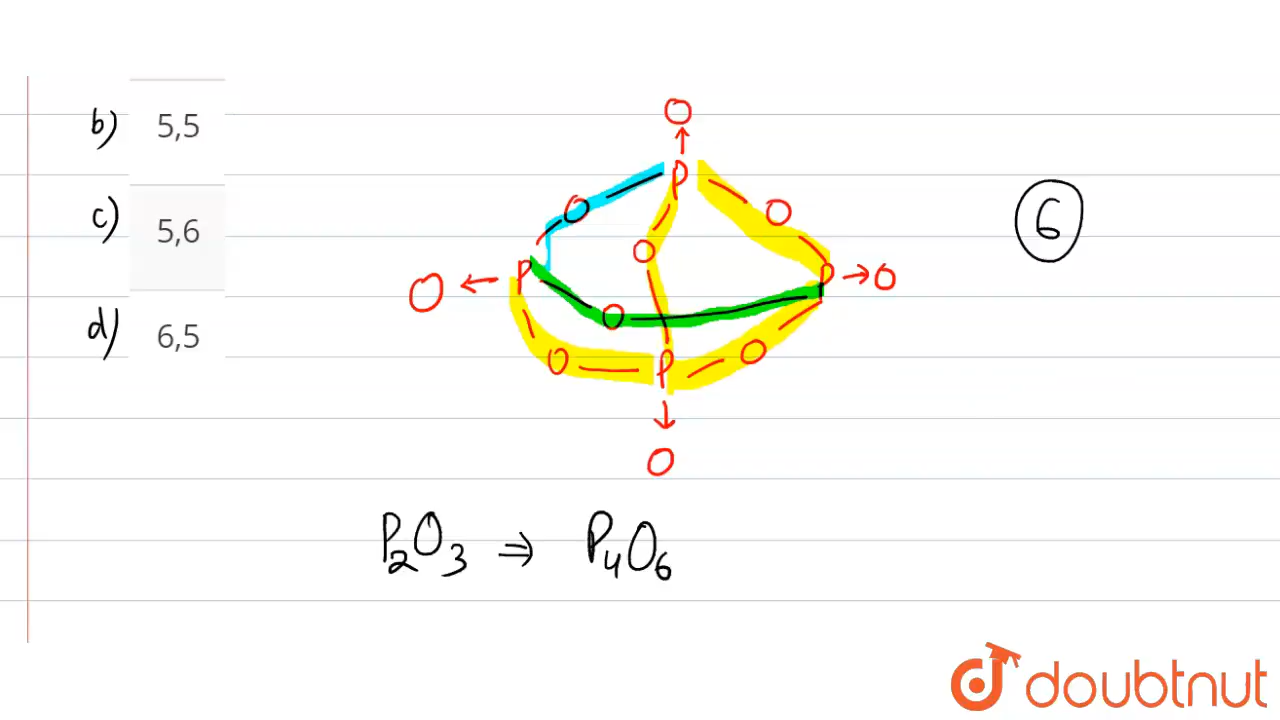 b) 5,5
c) 5,6
d) 6,5
O
↑
P
O O
O
O ← P P → O
O
O P O
↓
O
6
P₂O₃ ⇒ P₄O₆
doubtnut